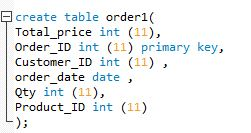 create table order1(
Total_price int (11),
Order_ID int (11) primary key,
Customer_ID int (11) ,
order_date date ,
Qty int (11),
Product_ID int (11)
);